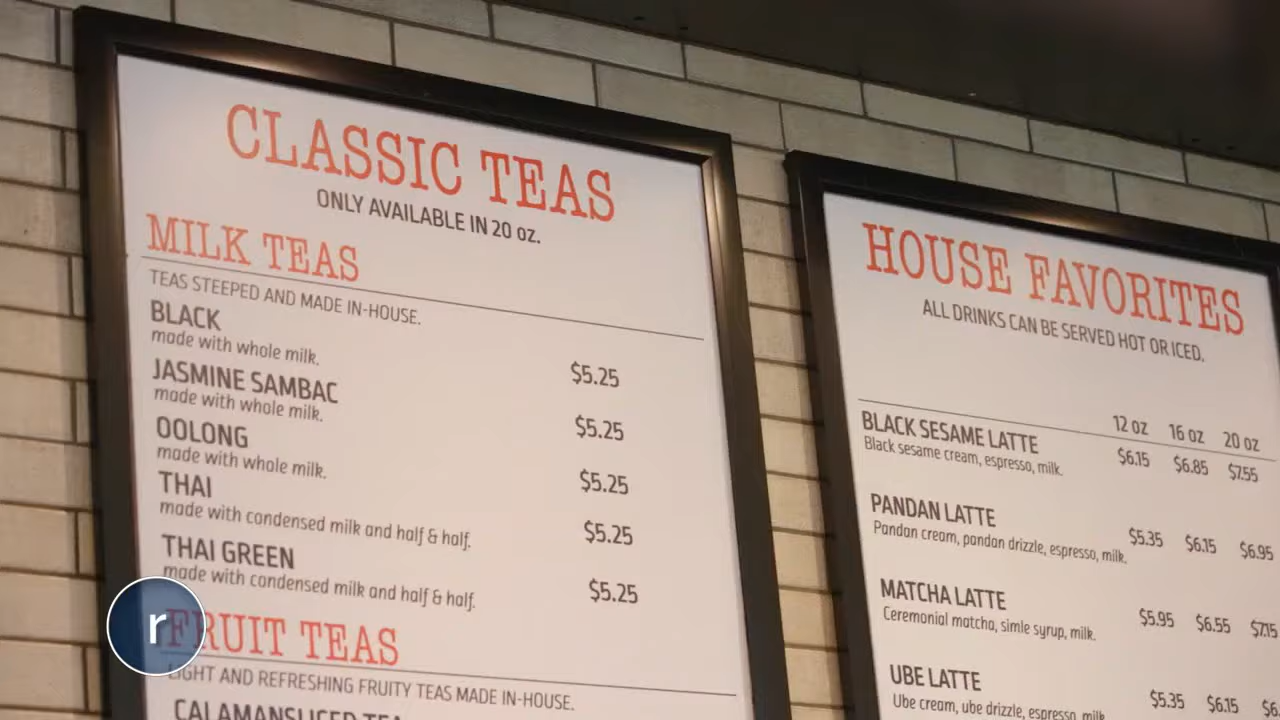 CLASSIC TEAS
ONLY AVAILABLE IN 20 oz.
MILK TEAS
TEAS STEEPED AND MADE IN-HOUSE.
BLACK
made with whole milk.
$5.25
JASMINE SAMBAC
made with whole milk.
$5.25
OOLONG
made with whole milk.
$5.25
THAI
made with condensed milk and half & half.
$5.25
THAI GREEN
made with condensed milk and half & half.
$5.25
r
FRUIT TEAS
LIGHT AND REFRESHING FRUITY TEAS MADE IN-HOUSE.
CALAMANSI ICED TEA
HOUSE FAVORITES
ALL DRINKS CAN BE SERVED HOT OR ICED.
12 oz 16 oz 20 oz
BLACK SESAME LATTE $6.15 $6.85 $7.55
Black sesame cream, espresso, milk.
PANDAN LATTE $5.35 $6.15 $6.95
Pandan cream, pandan drizzle, espresso, milk.
MATCHA LATTE $5.95 $6.55 $7.15
Ceremonial matcha, simle syrup, milk.
UBE LATTE $5.35 $6.15 $6.
Ube cream, ube drizzle, espresso, milk.